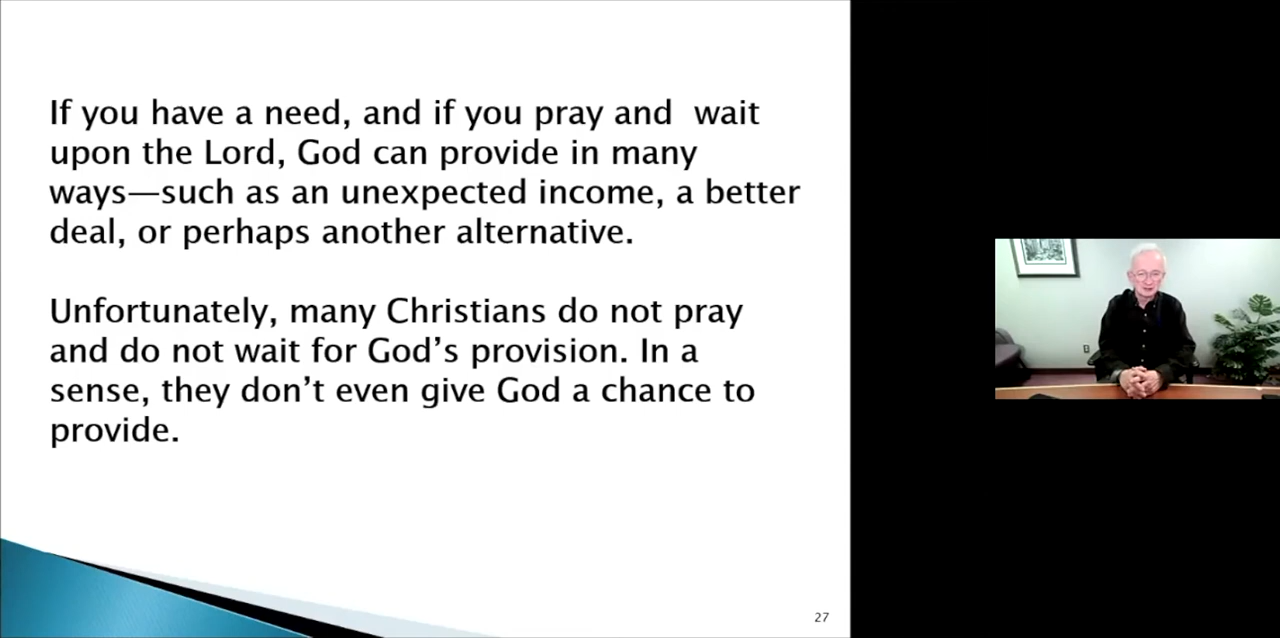 If you have a need, and if you pray and  wait
upon the Lord, God can provide in many
ways—such as an unexpected income, a better
deal, or perhaps another alternative.
Unfortunately, many Christians do not pray
and do not wait for God’s provision. In a
sense, they don’t even give God a chance to
provide.
27